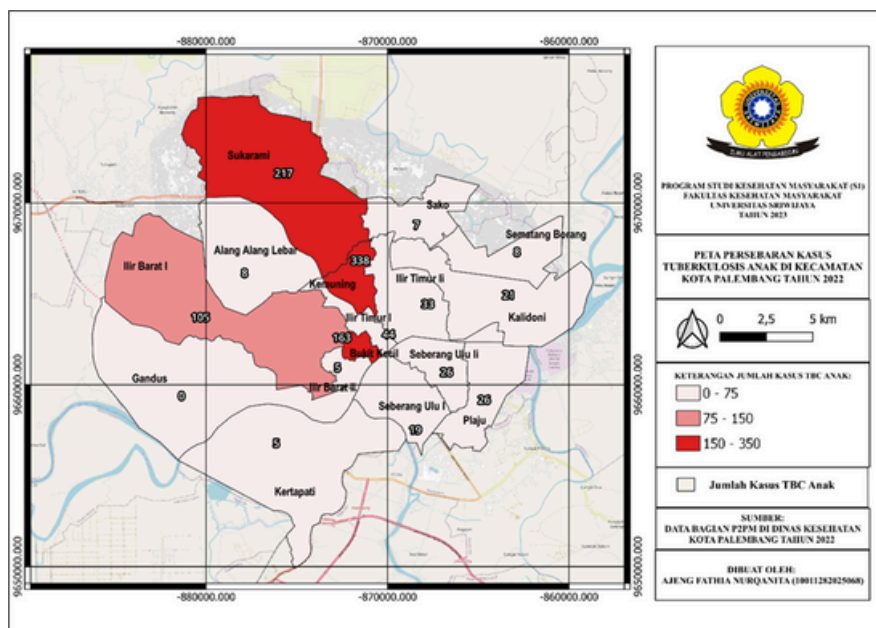 -880000.000 -870000.000 -860000.000
9670000.000 9670000.000
9660000.000 9660000.000
9650000.000 9650000.000
-880000.000 -870000.000 -860000.000
Sukarami
217
Sako
7
Sematang Borang
8
Alang Alang Lebar
8
Ilir Barat I
105
338
Kemuning
Ilir Timur Ii
33
21
Kalidoni
Ilir Timur I
44
163
Bukit Kecil
5
Ilir Barat II
Seberang Ulu Ii
26
Gandus
0
26
Plaju
Seberang Ulu I
19
5
Kertapati
UNIVERSITAS
SRIWIJAYA
ILMU ALAT PENGABDIAN
PROGRAM STUDI KESEHATAN MASYARAKAT (S1)
FAKULTAS KESEHATAN MASYARAKAT
UNIVERSITAS SRIWIJAYA
TAHUN 2023
PETA PERSEBARAN KASUS
TUBERKULOSIS ANAK DI KECAMATAN
KOTA PALEMBANG TAHUN 2022
0 2,5 5 km
KETERANGAN JUMLAH KASUS TBC ANAK:
0 - 75
75 - 150
150 - 350
Jumlah Kasus TBC Anak
SUMBER:
DATA BAGIAN P2PM DI DINAS KESEHATAN
KOTA PALEMBANG TAHUN 2022
DIBUAT OLEH:
AJENG FATHIA NURQANITA (10011282025068)